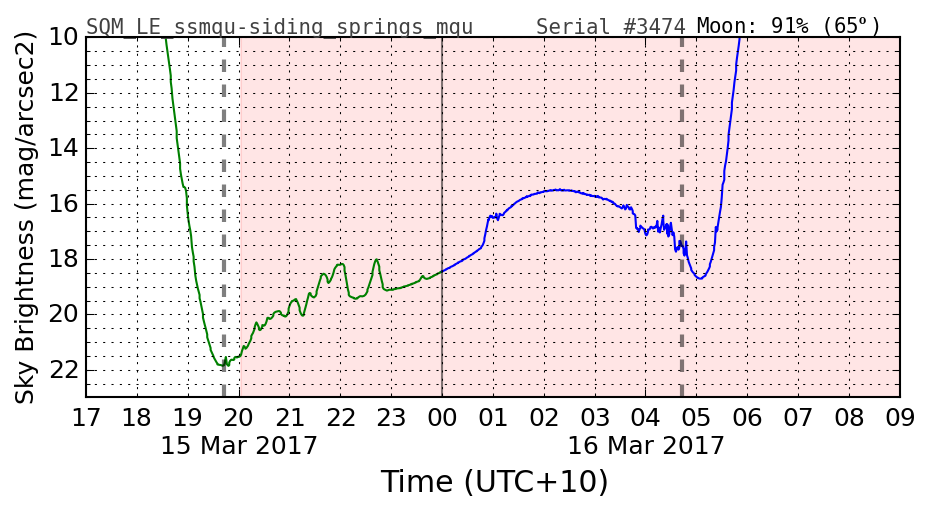 SQM_LE_ssmqu-siding_springs_mqu Serial #3474 Moon: 91% (65°)
10
12
14
16
18
20
22
Sky Brightness (mag/arcsec2)
17 18 19 20 21 22 23 00 01 02 03 04 05 06 07 08 09
15 Mar 2017 16 Mar 2017
Time (UTC+10)